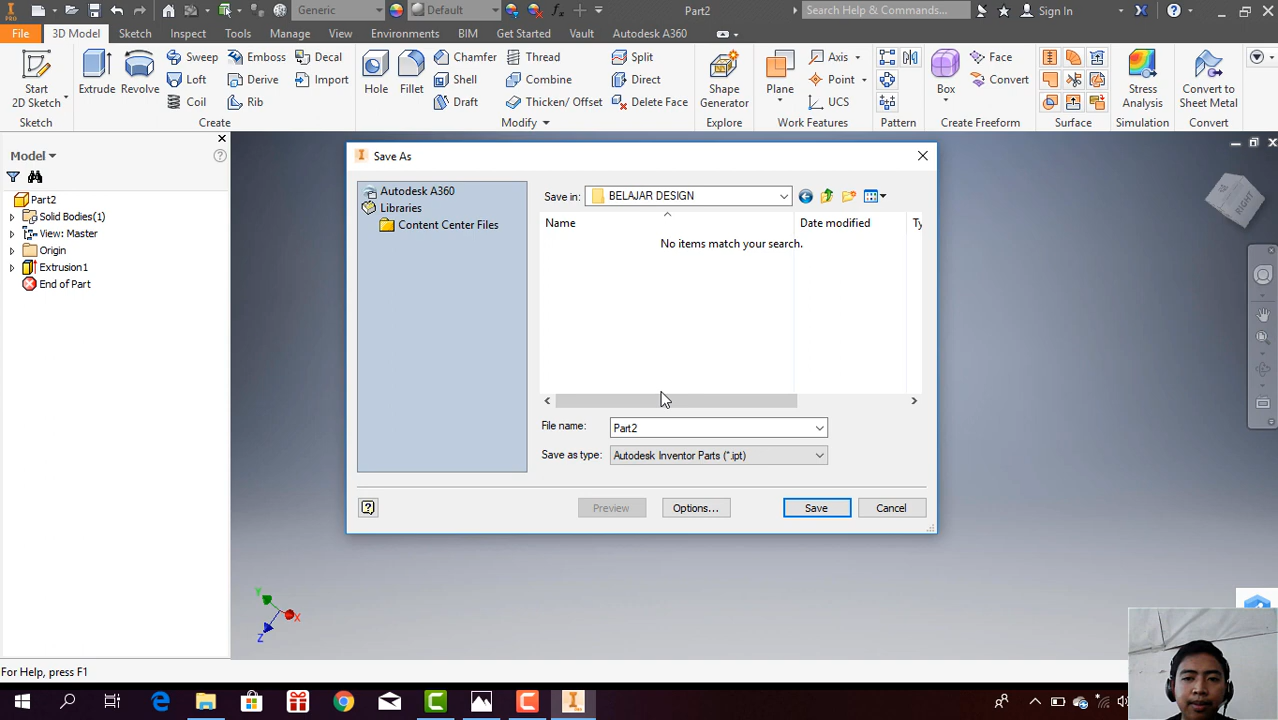 PRO Generic Default fx Part2 Search Help & Commands... Sign In
File 3D Model Sketch Inspect Tools Manage View Environments BIM Get Started Vault Autodesk A360
Start 2D Sketch Extrude Revolve Sweep Emboss Decal Hole Fillet Chamfer Thread Split Shape Generator Plane Axis Box Face Stress Analysis Convert to Sheet Metal
Loft Derive Import Shell Combine Direct Point Convert
Coil Rib Draft Thicken/ Offset Delete Face UCS
Sketch Create Modify Explore Work Features Pattern Create Freeform Surface Simulation Convert
Model
Part2
Solid Bodies(1)
View: Master
Origin
Extrusion1
End of Part
Save As
Autodesk A360
Libraries
Content Center Files
Save in: BELAJAR DESIGN
Name Date modified Ty
No items match your search.
File name: Part2
Save as type: Autodesk Inventor Parts (*.ipt)
Preview Options... Save Cancel
RIGHT
Y
X
Z
For Help, press F1